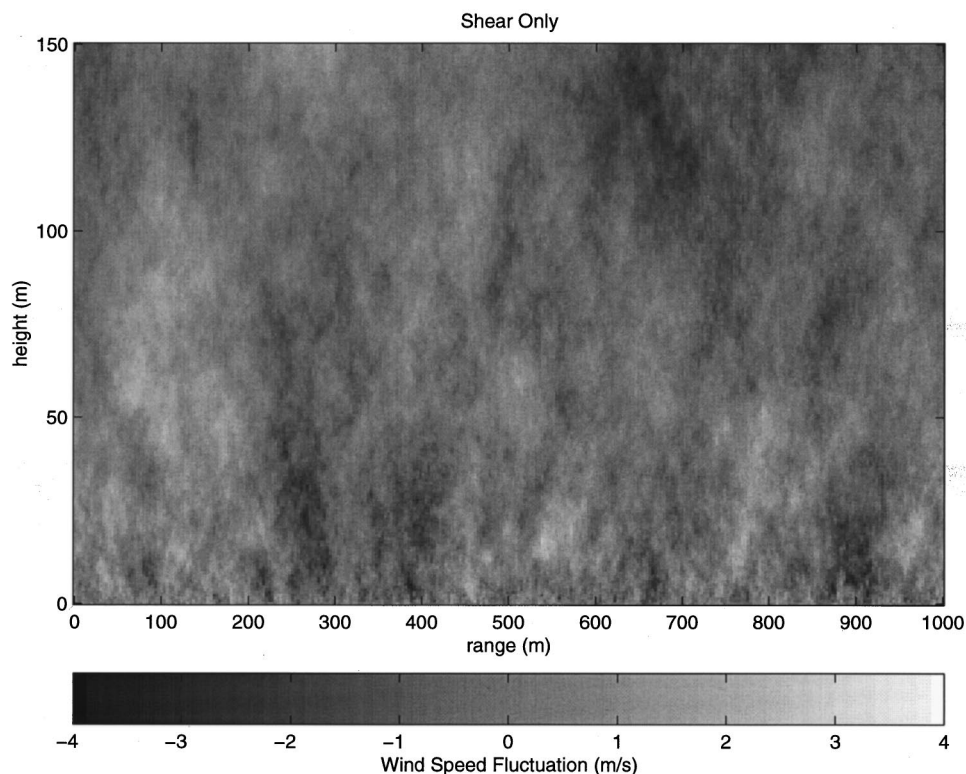 Shear Only
150
100
50
0
height (m)
0 100 200 300 400 500 600 700 800 900 1000
range (m)
−4 −3 −2 −1 0 1 2 3 4
Wind Speed Fluctuation (m/s)